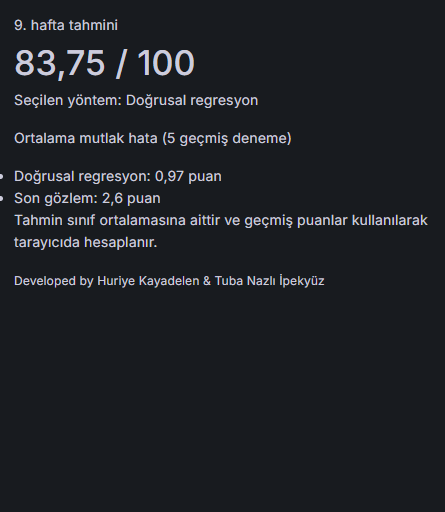 9. hafta tahmini
83,75 / 100
Seçilen yöntem: Doğrusal regresyon
Ortalama mutlak hata (5 geçmiş deneme)
Doğrusal regresyon: 0,97 puan
Son gözlem: 2,6 puan
Tahmin sınıf ortalamasına aittir ve geçmiş puanlar kullanılarak
tarayıcıda hesaplanır.
Developed by Huriye Kayadelen & Tuba Nazlı İpekyüz